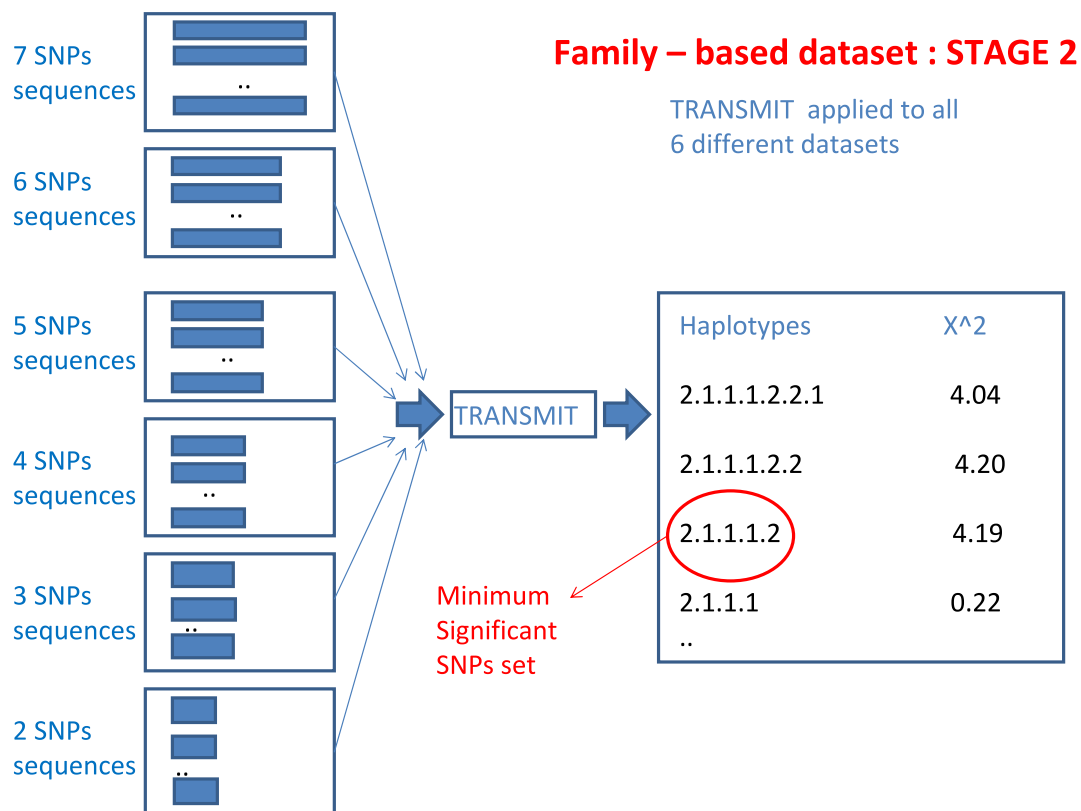 Family – based dataset : STAGE 2
TRANSMIT applied to all
6 different datasets
7 SNPs
sequences
..
6 SNPs
sequences
..
5 SNPs
sequences
..
4 SNPs
sequences
..
3 SNPs
sequences
..
2 SNPs
sequences
..
TRANSMIT
Haplotypes X^2
2.1.1.1.2.2.1 4.04
2.1.1.1.2.2 4.20
2.1.1.1.2 4.19
2.1.1.1 0.22
..
Minimum
Significant
SNPs set